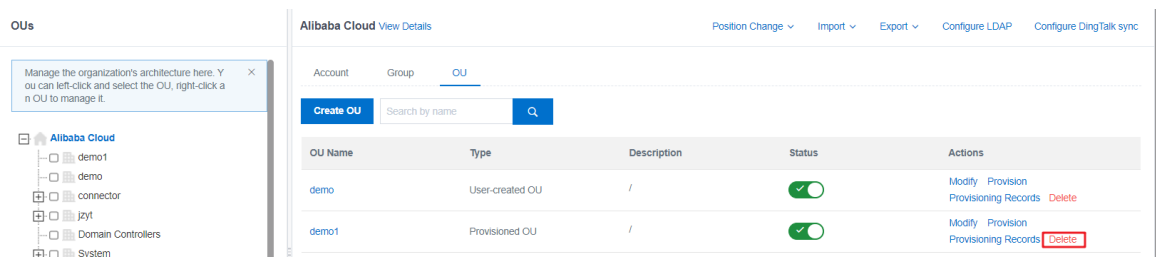 OUs
Manage the organization's architecture here. Y
ou can left-click and select the OU, right-click a
n OU to manage it.
Alibaba Cloud
demo1
demo
connector
jzyt
Domain Controllers
System
Alibaba Cloud View Details
Position Change Import Export Configure LDAP Configure DingTalk sync
Account Group OU
Create OU Search by name
OU Name Type Description Status Actions
demo User-created OU / Modify Provision
Provisioning Records Delete
demo1 Provisioned OU / Modify Provision
Provisioning Records Delete